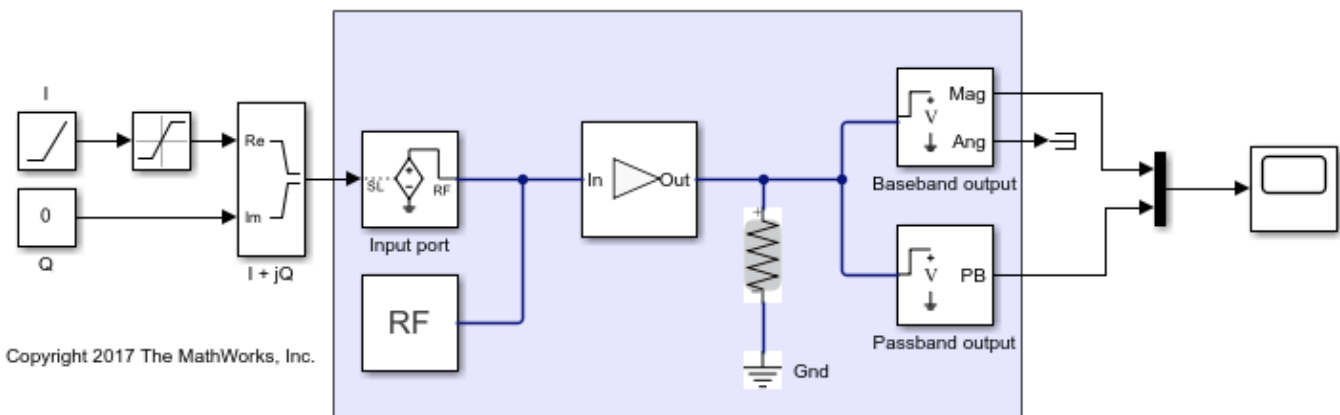 I
Re
Im
0
Q
I + jQ
SL
RF
Input port
RF
In
Out
+
Gnd
Mag
V
Ang
Baseband output
V
PB
Passband output
Copyright 2017 The MathWorks, Inc.